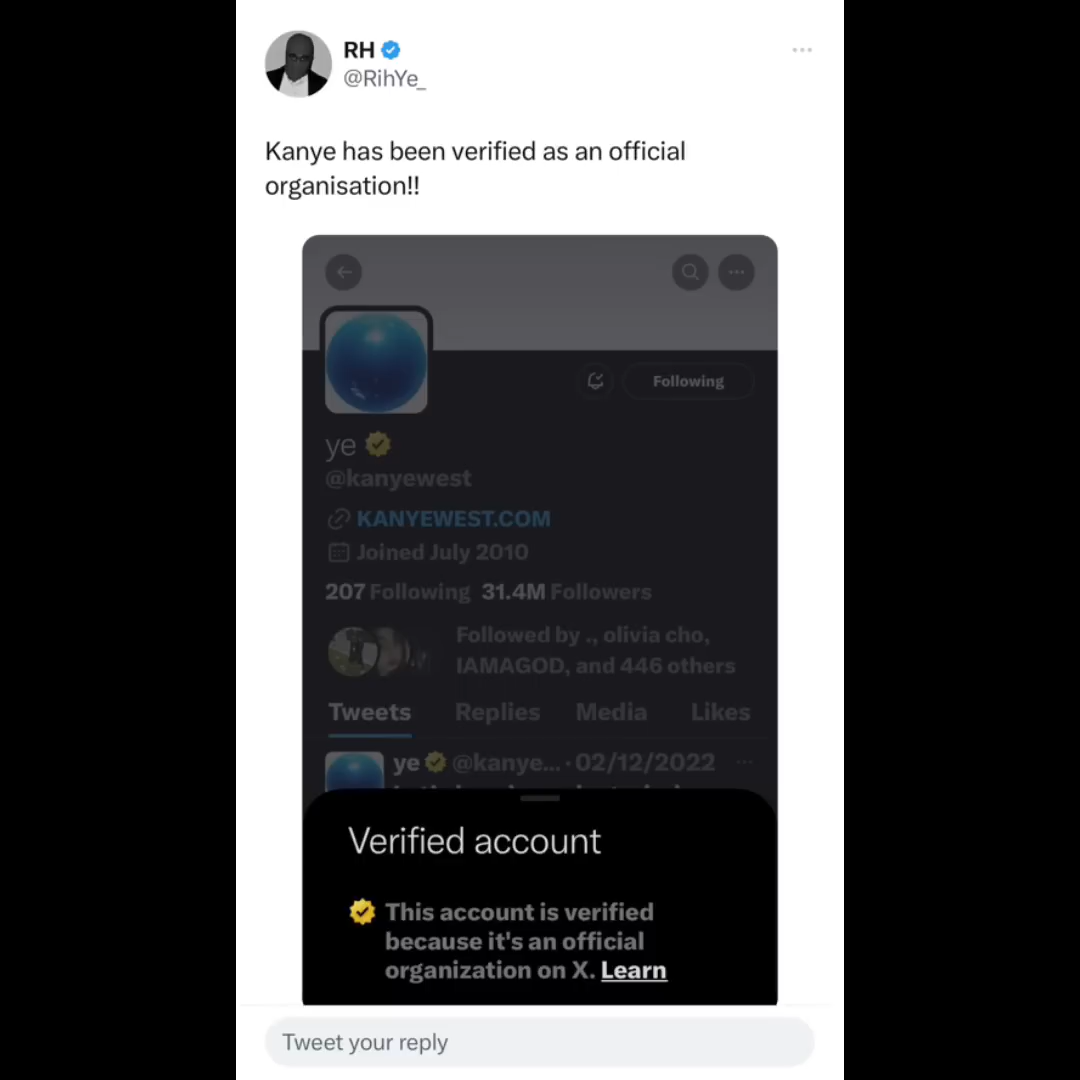 RH
@RihYe_
Kanye has been verified as an official
organisation!!
Following
ye
@kanyewest
KANYEWEST.COM
Joined July 2010
207 Following 31.4M Followers
Followed by ., olivia cho,
IAMAGOD, and 446 others
Tweets Replies Media Likes
ye @kanye... · 02/12/2022
Verified account
This account is verified
because it's an official
organization on X. Learn
Tweet your reply